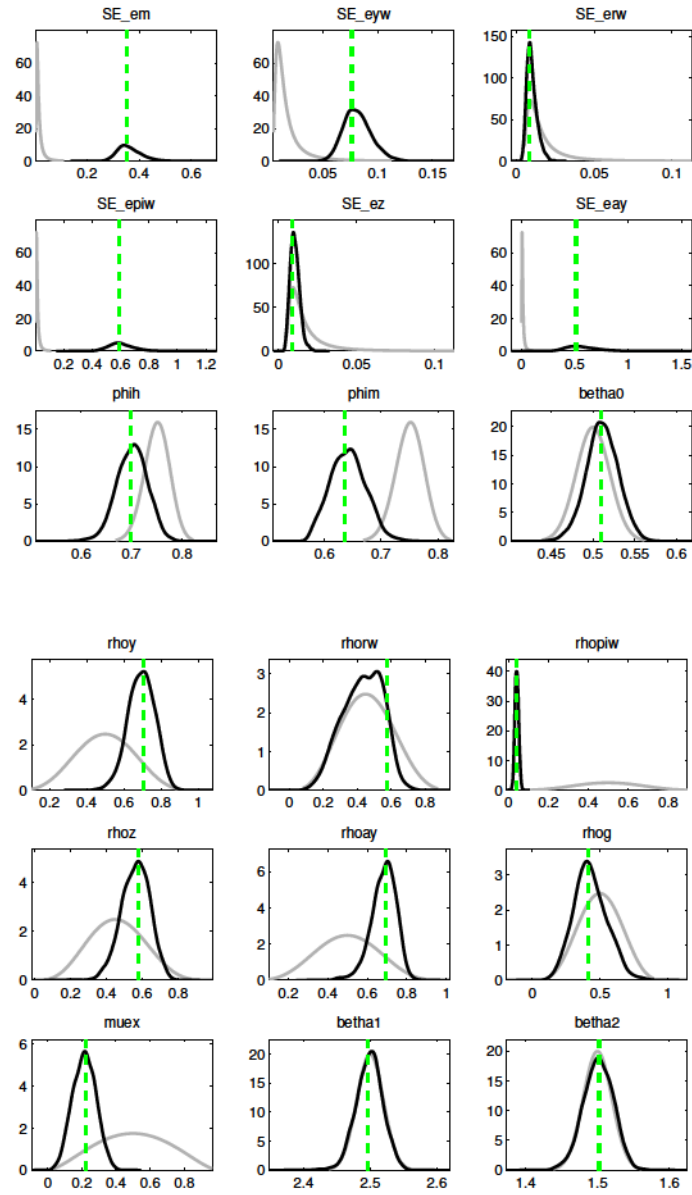 SE_em SE_eyw SE_erw
60 40 20 0
0.2 0.4 0.6
60 40 20 0
0.05 0.1 0.15
150 100 50 0
0 0.05 0.1
SE_epiw SE_ez SE_eay
60 40 20 0
0.2 0.4 0.6 0.8 1 1.2
100 50 0
0 0.05 0.1
60 40 20 0
0 0.5 1 1.5
phih phim betha0
15 10 5 0
0.6 0.7 0.8
15 10 5 0
0.6 0.7 0.8
20 15 10 5 0
0.45 0.5 0.55 0.6
rhoy rhorw rhopiw
4 2 0
0.2 0.4 0.6 0.8 1
3 2 1 0
0 0.2 0.4 0.6 0.8
40 30 20 10 0
0 0.2 0.4 0.6 0.8
rhoz rhoay rhog
4 2 0
0 0.2 0.4 0.6 0.8
6 4 2 0
0.2 0.4 0.6 0.8 1
3 2 1 0
0 0.5 1
muex betha1 betha2
6 4 2 0
0 0.2 0.4 0.6 0.8
20 15 10 5 0
2.4 2.5 2.6
20 15 10 5 0
1.4 1.5 1.6